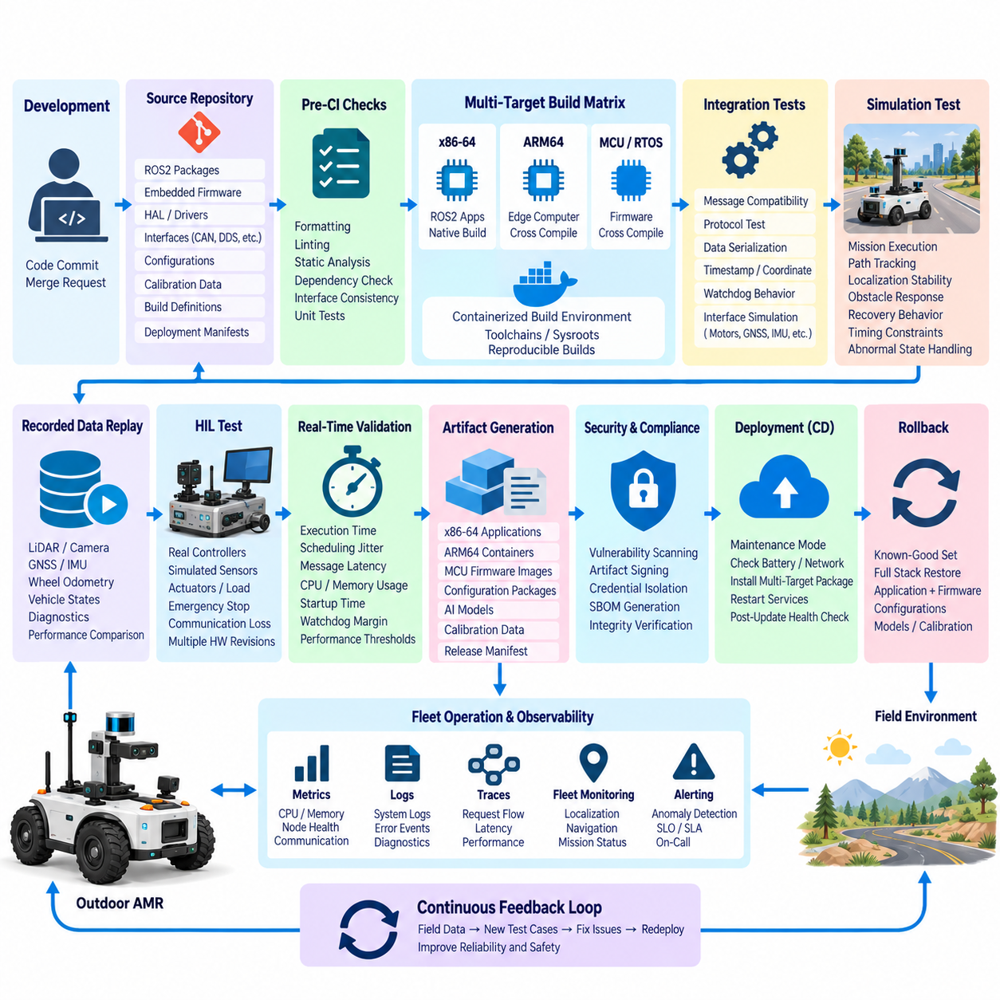 Development
</>
Code Commit
Merge Request
Source Repository
ROS2 Packages
Embedded Firmware
HAL / Drivers
Interfaces (CAN, DDS, etc.)
Configurations
Calibration Data
Build Definitions
Deployment Manifests
Pre-CI Checks
Formatting
Linting
Static Analysis
Dependency Check
Interface Consistency
Unit Tests
Multi-Target Build Matrix
x86-64
ROS2 Apps
Native Build
ARM64
Edge Computer
Cross Compile
MCU / RTOS
Firmware
Cross Compile
Containerized Build Environment
Toolchains / Sysroots
Reproducible Builds
Integration Tests
Message Compatibility
Protocol Test
Data Serialization
Timestamp / Coordinate
Watchdog Behavior
Interface Simulation
( Motors, GNSS, IMU, etc.)
Simulation Test
Mission Execution
Path Tracking
Localization Stability
Obstacle Response
Recovery Behavior
Timing Constraints
Abnormal State Handling
Recorded Data Replay
LiDAR / Camera
GNSS / IMU
Wheel Odometry
Vehicle States
Diagnostics
Performance Comparison
HIL Test
Real Controllers
Simulated Sensors
Actuators / Load
Emergency Stop
Communication Loss
Multiple HW Revisions
Real-Time Validation
Execution Time
Scheduling Jitter
Message Latency
CPU / Memory Usage
Startup Time
Watchdog Margin
Performance Thresholds
Artifact Generation
x86-64 Applications
ARM64 Containers
MCU Firmware Images
Configuration Packages
AI Models
Calibration Data
Release Manifest
Security & Compliance
Vulnerability Scanning
Artifact Signing
Credential Isolation
SBOM Generation
Integrity Verification
Deployment (CD)
Maintenance Mode
Check Battery / Network
Install Multi-Target Package
Restart Services
Post-Update Health Check
Rollback
Known-Good Set
Full Stack Restore
Application + Firmware
Configurations
Models / Calibration
Outdoor AMR
Fleet Operation & Observability
Metrics
CPU / Memory
Node Health
Communication
Logs
System Logs
Error Events
Diagnostics
Traces
Request Flow
Latency
Performance
Fleet Monitoring
Localization
Navigation
Mission Status
Alerting
Anomaly Detection
SLO / SLA
On-Call
Field Environment
Continuous Feedback Loop
Field Data → New Test Cases → Fix Issues → Redeploy
Improve Reliability and Safety